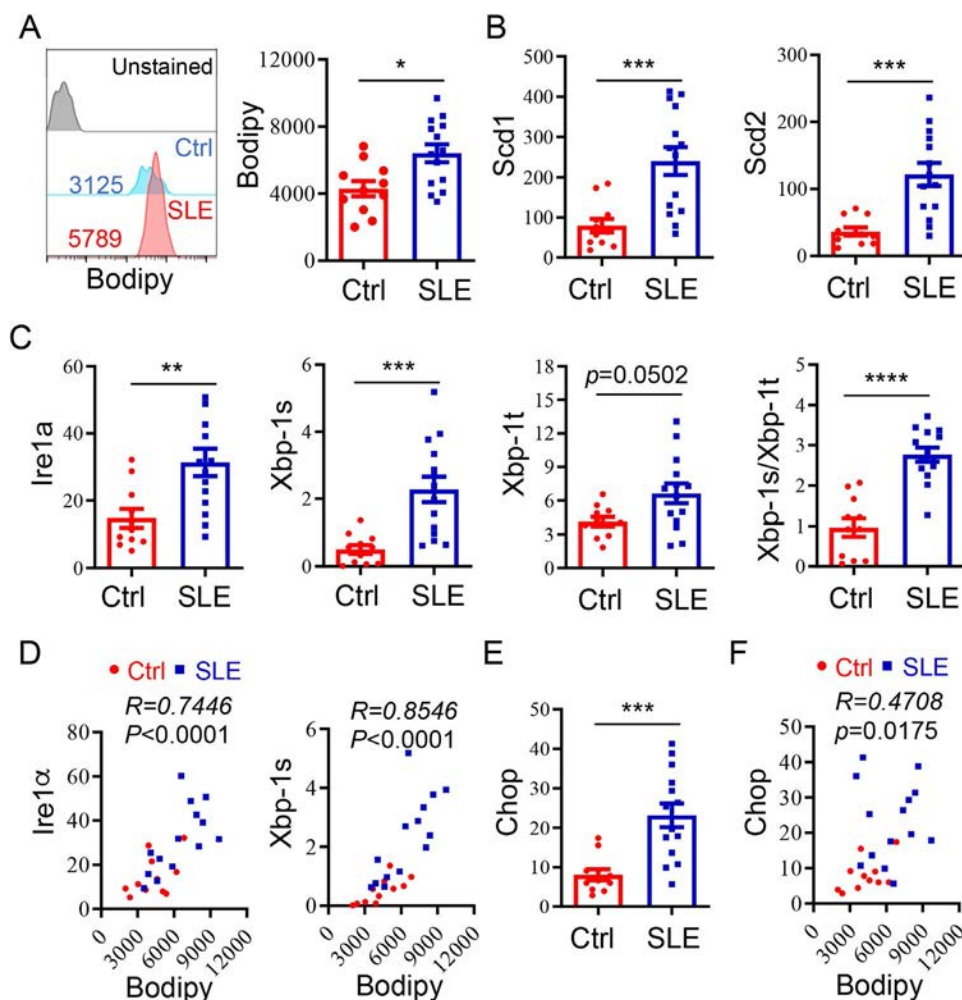 A
Unstained
Ctrl
3125
SLE
5789
Bodipy
Bodipy
12000
8000
4000
0
*
Ctrl SLE
B
Scd1
500
400
300
200
100
0
***
Ctrl SLE
Scd2
300
200
100
0
***
Ctrl SLE
C
Ire1a
60
40
20
0
**
Ctrl SLE
Xbp-1s
6
4
2
0
***
Ctrl SLE
Xbp-1t
18
15
12
9
6
3
0
p=0.0502
Ctrl SLE
Xbp-1s/Xbp-1t
5
4
3
2
1
0
****
Ctrl SLE
D
Ctrl SLE
R=0.7446
P<0.0001
Ire1α
80
60
40
20
0
0 3000 6000 9000 12000
Bodipy
R=0.8546
P<0.0001
Xbp-1s
6
4
2
0
0 3000 6000 9000 12000
Bodipy
E
Chop
50
40
30
20
10
0
***
Ctrl SLE
F
Ctrl SLE
R=0.4708
p=0.0175
Chop
50
40
30
20
10
0
0 3000 6000 9000 12000
Bodipy